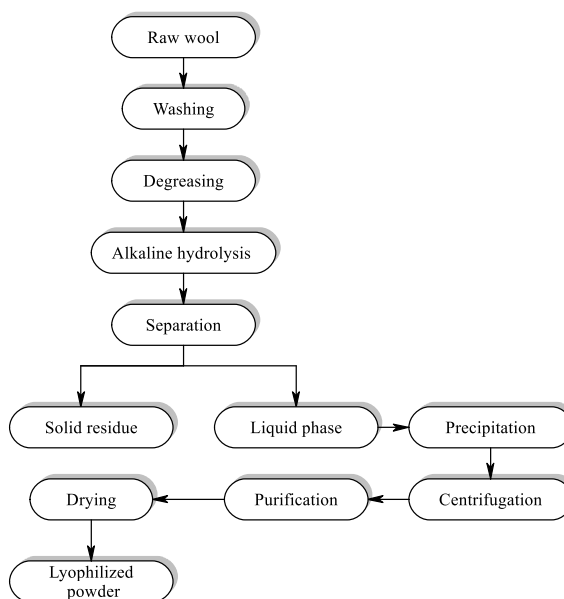 Raw wool
Washing
Degreasing
Alkaline hydrolysis
Separation
Solid residue
Liquid phase
Precipitation
Drying
Purification
Centrifugation
Lyophilized
powder